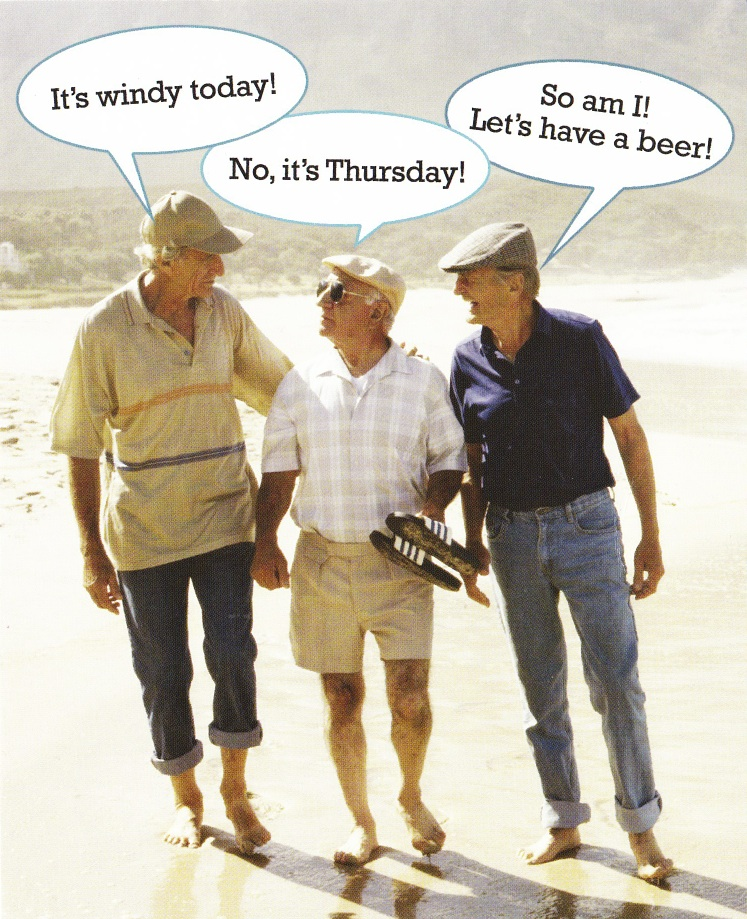 It's windy today!
No, it's Thursday!
So am I!
Let's have a beer!